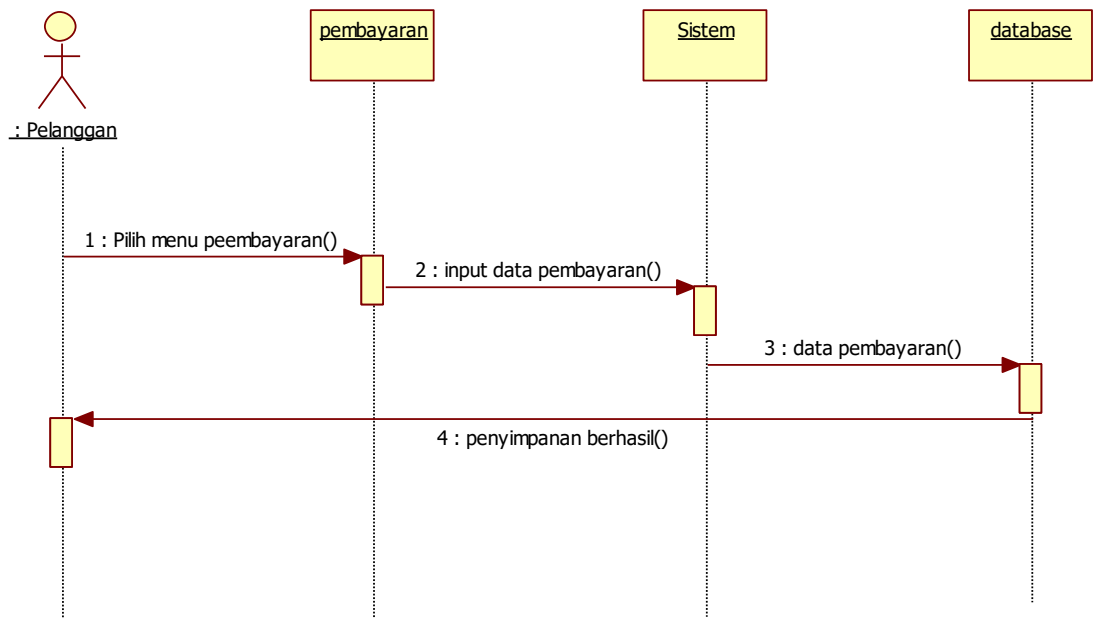 pembayaran
Sistem
database
: Pelanggan
1 : Pilih menu peembayaran()
2 : input data pembayaran()
3 : data pembayaran()
4 : penyimpanan berhasil()